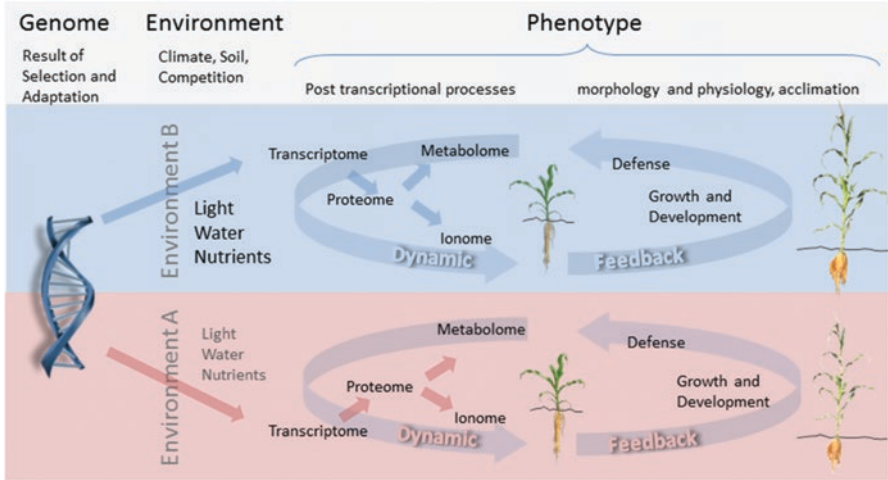 Genome
Environment
Phenotype
Result of
Selection and
Adaptation
Climate, Soil,
Competition
Post transcriptional processes
morphology and physiology, acclimation
Environment B
Light
Water
Nutrients
Transcriptome
Metabolome
Proteome
Ionome
Dynamic
Feedback
Defense
Growth and
Development
Environment A
Light
Water
Nutrients
Metabolome
Proteome
Ionome
Transcriptome
Dynamic
Feedback
Defense
Growth and
Development